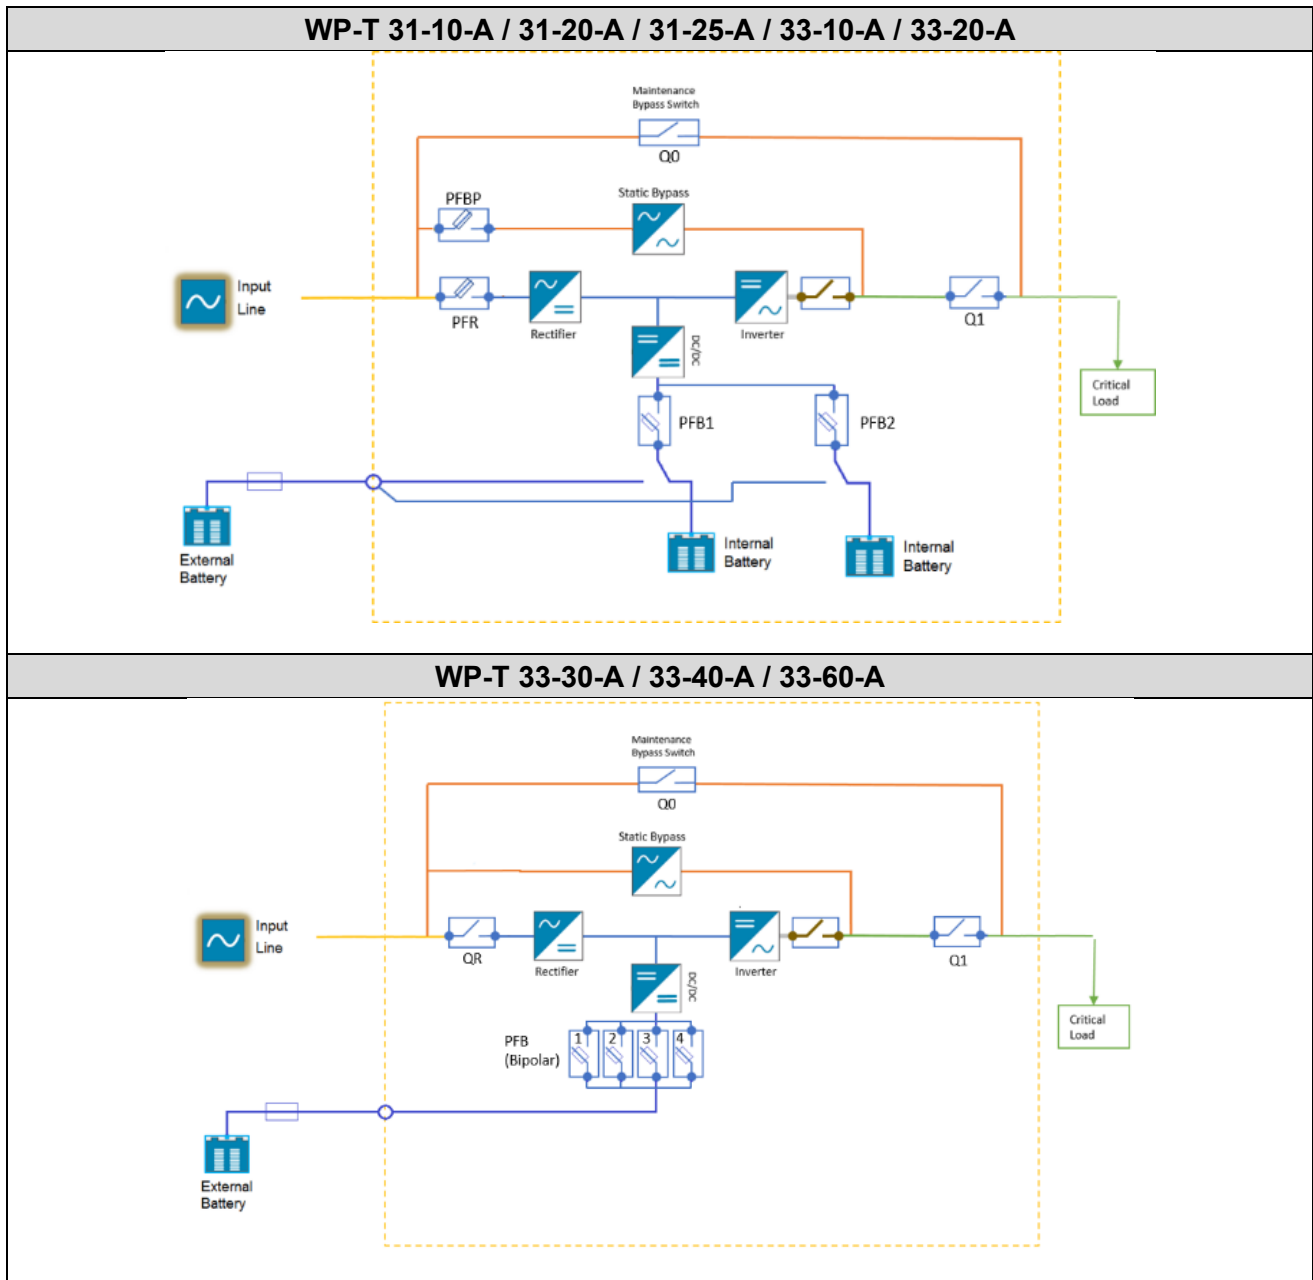 WP-T 31-10-A / 31-20-A / 31-25-A / 33-10-A / 33-20-A
Maintenance
Bypass Switch
Q0
PFBP
Static Bypass
Input
Line
PFR
Rectifier
DC/DC
Inverter
Q1
Critical
Load
PFB1
PFB2
External
Battery
Internal
Battery
Internal
Battery
WP-T 33-30-A / 33-40-A / 33-60-A
Maintenance
Bypass Switch
Q0
Static Bypass
Input
Line
QR
Rectifier
DC/DC
Inverter
Q1
Critical
Load
PFB
(Bipolar)
1 2 3 4
External
Battery